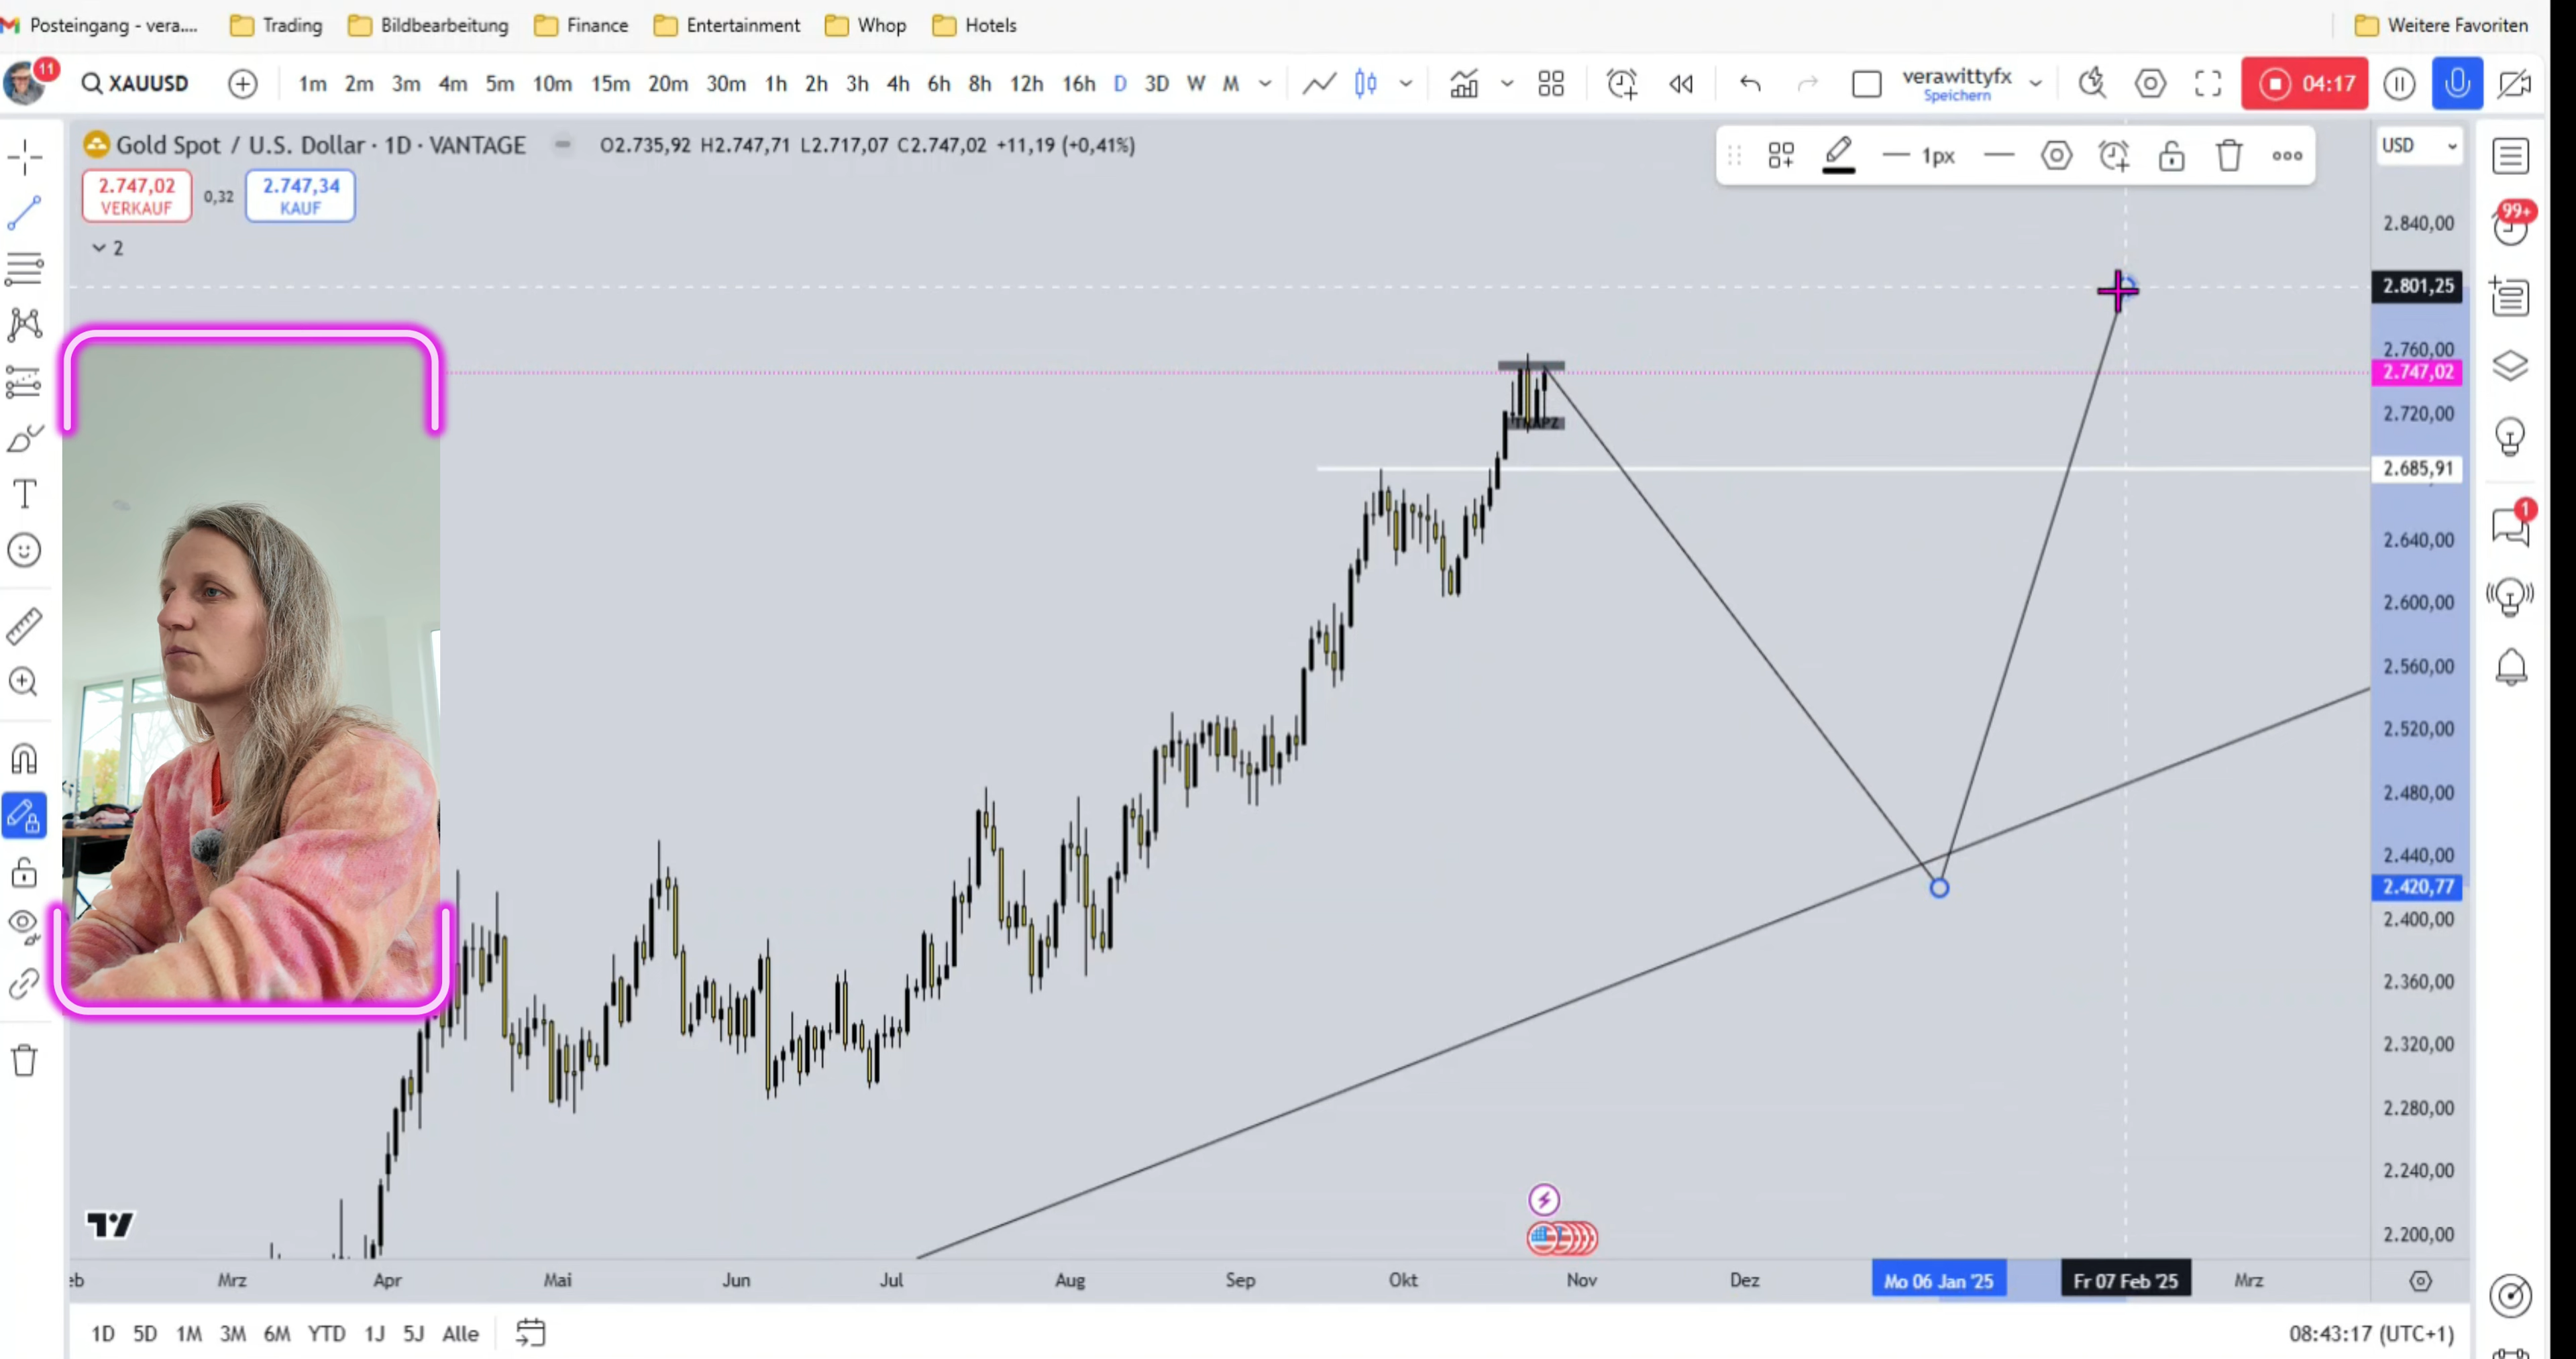 Posteingang - vera.... Trading Bildbearbeitung Finance Entertainment Whop Hotels Weitere Favoriten
11 XAUUSD 1m 2m 3m 4m 5m 10m 15m 20m 30m 1h 2h 3h 4h 6h 8h 12h 16h D 3D W M verawittyfx Speichern 04:17
Gold Spot / U.S. Dollar · 1D · VANTAGE O2.735,92 H2.747,71 L2.717,07 C2.747,02 +11,19 (+0,41%)
1px
USD
2.747,02 VERKAUF 0,32 2.747,34 KAUF
99+
2.840,00
2
2.801,25
2.760,00
2.747,02
2.720,00
2.685,91
1
2.640,00
2.600,00
2.560,00
2.520,00
2.480,00
2.440,00
2.420,77
2.400,00
2.360,00
2.320,00
2.280,00
2.240,00
2.200,00
eb Mrz Apr Mai Jun Jul Aug Sep Okt Nov Dez Mo 06 Jan '25 Fr 07 Feb '25 Mrz
1D 5D 1M 3M 6M YTD 1J 5J Alle 08:43:17 (UTC+1)